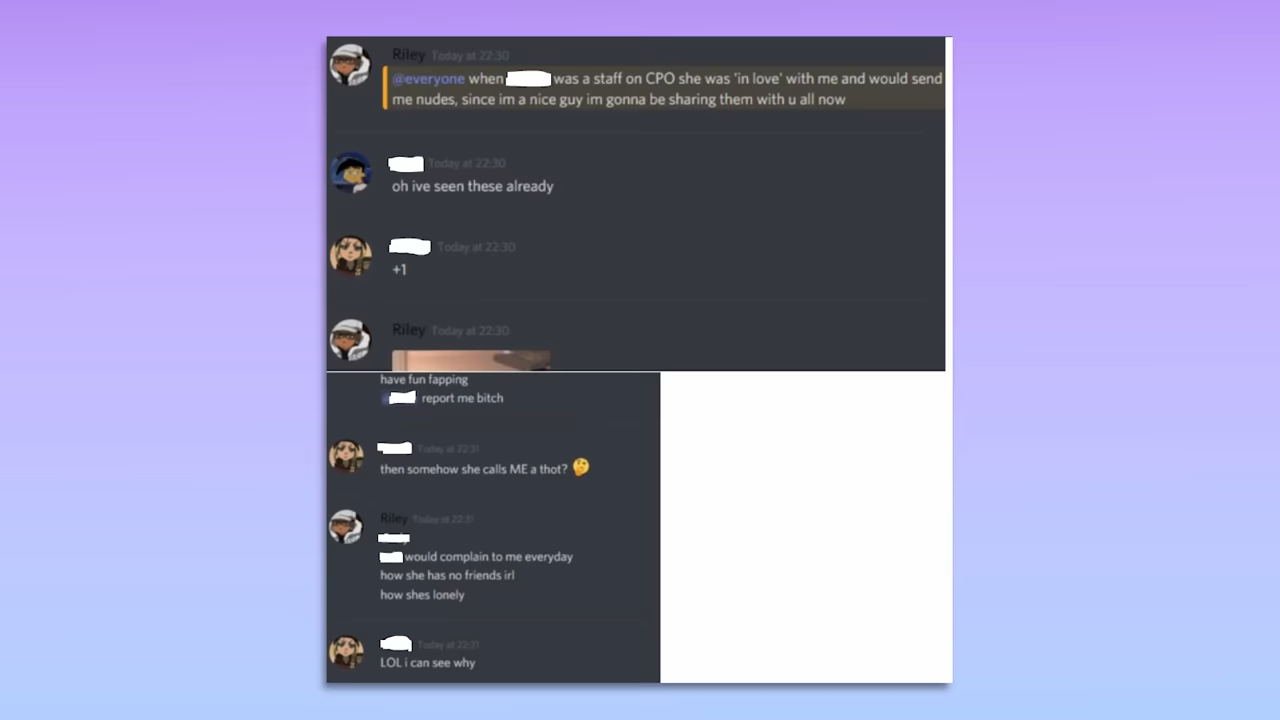 Riley Today at 22:30
@everyone when was a staff on CPO she was 'in love' with me and would send
me nudes, since im a nice guy im gonna be sharing them with u all now
Today at 22:30
oh ive seen these already
Today at 22:30
+1
Riley Today at 22:30
have fun fapping
report me bitch
Today at 22:31
then somehow she calls ME a thot? 🤔
Riley Today at 22:31
would complain to me everyday
how she has no friends irl
how shes lonely
Today at 22:31
LOL i can see why